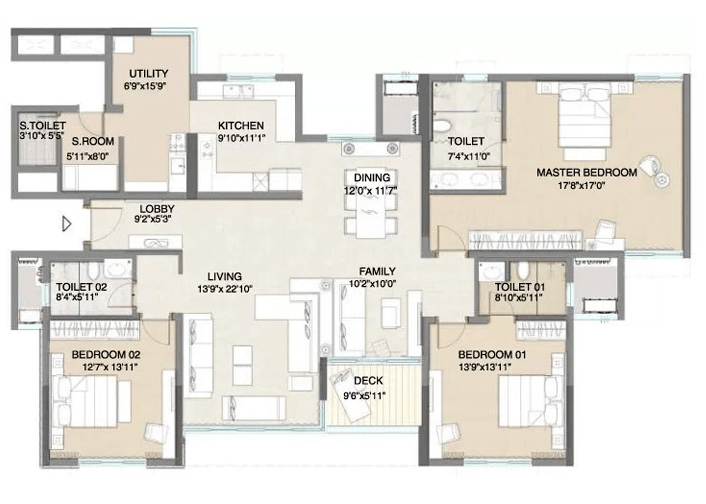 UTILITY
6'9"x15'9"
S.TOILET
3'10"x 5'5"
S.ROOM
5'11"x8'0"
KITCHEN
9'10"x11'1"
TOILET
7'4"x11'0"
MASTER BEDROOM
17'8"x17'0"
DINING
12'0"x 11'7"
LOBBY
9'2"x5'3"
LIVING
13'9"x 22'10"
FAMILY
10'2"x10'0"
TOILET 02
8'4"x5'11"
TOILET 01
8'10"x5'11"
BEDROOM 02
12'7"x 13'11"
DECK
9'6"x5'11"
BEDROOM 01
13'9"x13'11"